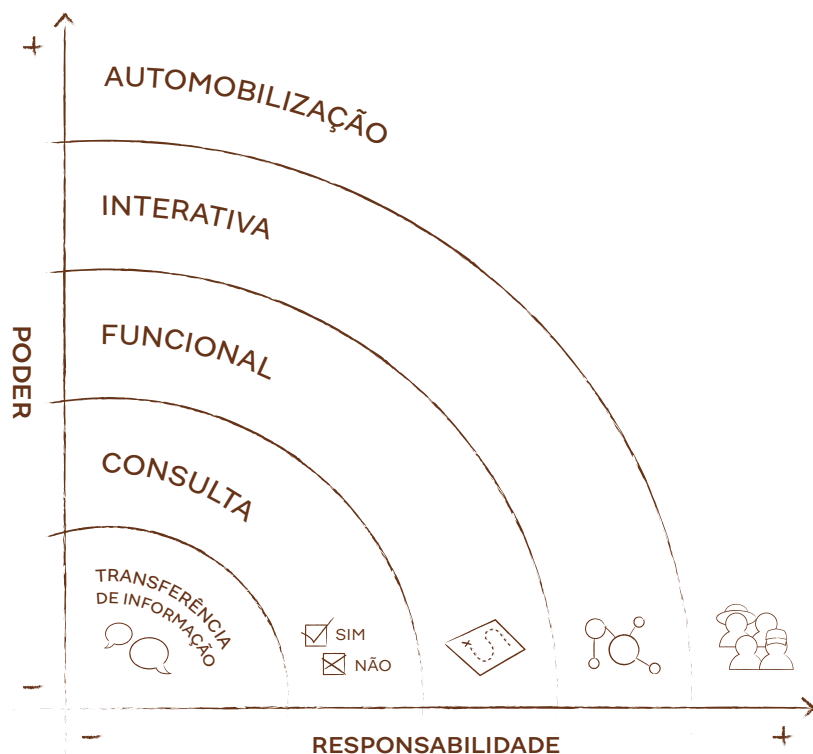 +
AUTOMOBILIZAÇÃO
INTERATIVA
FUNCIONAL
PODER
CONSULTA
TRANSFERÊNCIA
DE INFORMAÇÃO
SIM
NÃO
-
-
RESPONSABILIDADE
+